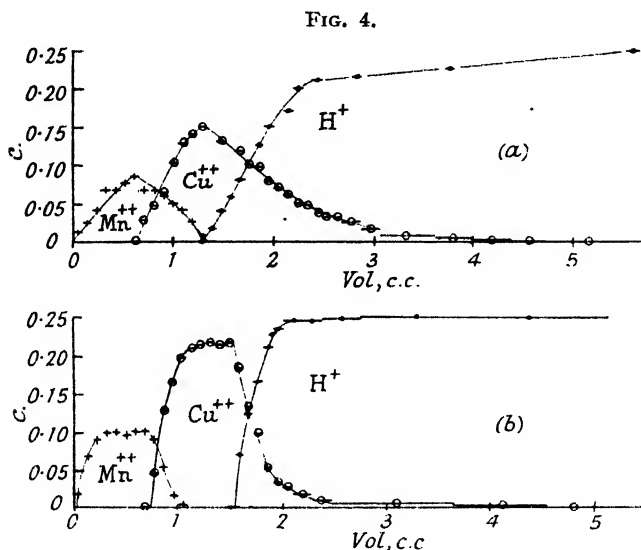 FIG. 4.
0·25
0·20
0·15
0·10
0·05
0
c.
Mn++
Cu++
H+
(a)
0 1 2 3 4 5
Vol, c.c.
0·25
0·20
0·15
0·10
0·05
0
c.
Mn++
Cu++
H+
(b)
0 1 2 3 4 5
Vol, c.c